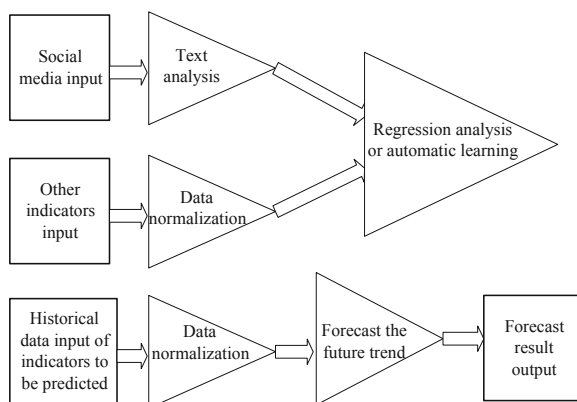 Social
media input
Text
analysis
Regression analysis
or automatic learning
Other
indicators
input
Data
normalization
Historical
data input of
indicators to
be predicted
Data
normalization
Forecast the
future trend
Forecast
result
output